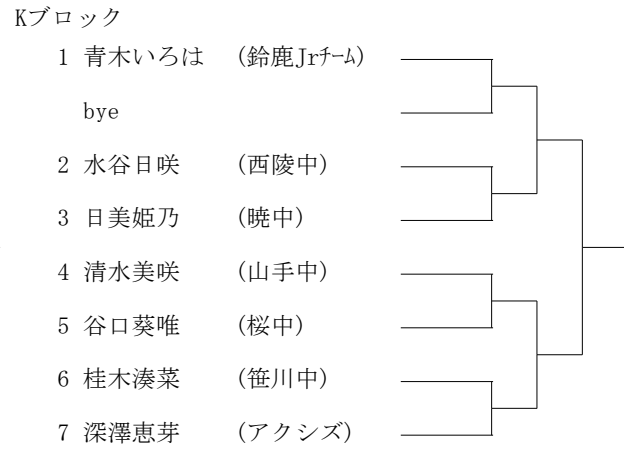 Kブロック
1 青木いろは (鈴鹿Jrﾁｰﾑ)
bye
2 水谷日咲 (西陵中)
3 日美姫乃 (暁中)
4 清水美咲 (山手中)
5 谷口葵唯 (桜中)
6 桂木湊菜 (笹川中)
7 深澤恵芽 (アクシズ)